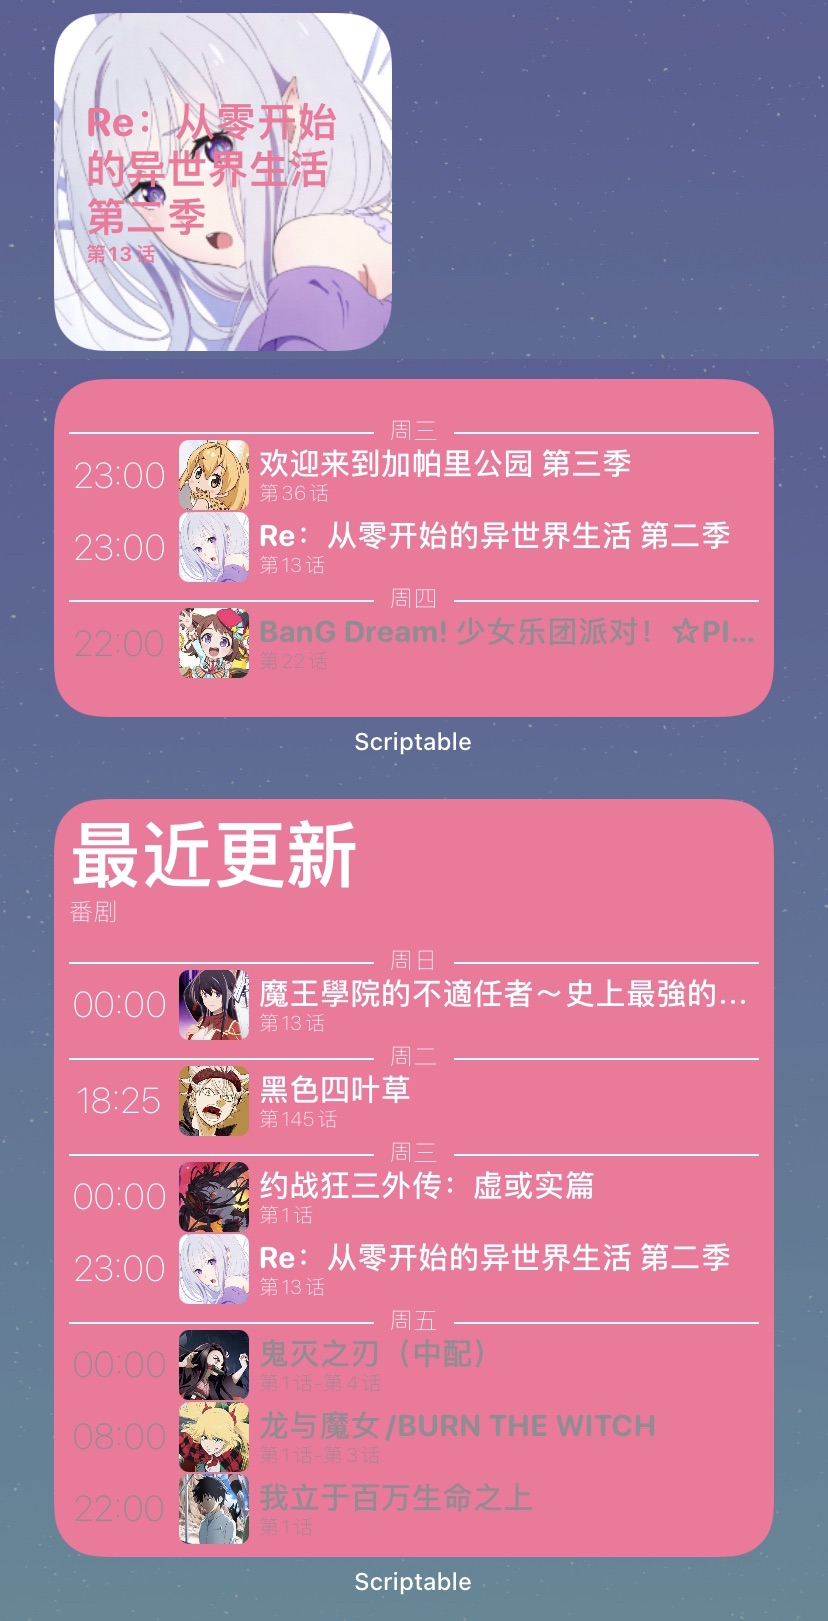 Re：从零开始
的异世界生活
第二季
第13话
周三
23:00
欢迎来到加帕里公园 第三季
第36话
23:00
Re：从零开始的异世界生活 第二季
第13话
周四
22:00
BanG Dream! 少女乐团派对！☆PI...
第22话
Scriptable
最近更新
番剧
周日
00:00
魔王學院的不適任者～史上最強的...
第13话
周二
18:25
黑色四叶草
第145话
周三
00:00
约战狂三外传：虚或实篇
第1话
23:00
Re：从零开始的异世界生活 第二季
第13话
周五
00:00
鬼灭之刃（中配）
第1话-第4话
08:00
龙与魔女/BURN THE WITCH
第1话-第3话
22:00
我立于百万生命之上
第1话
Scriptable